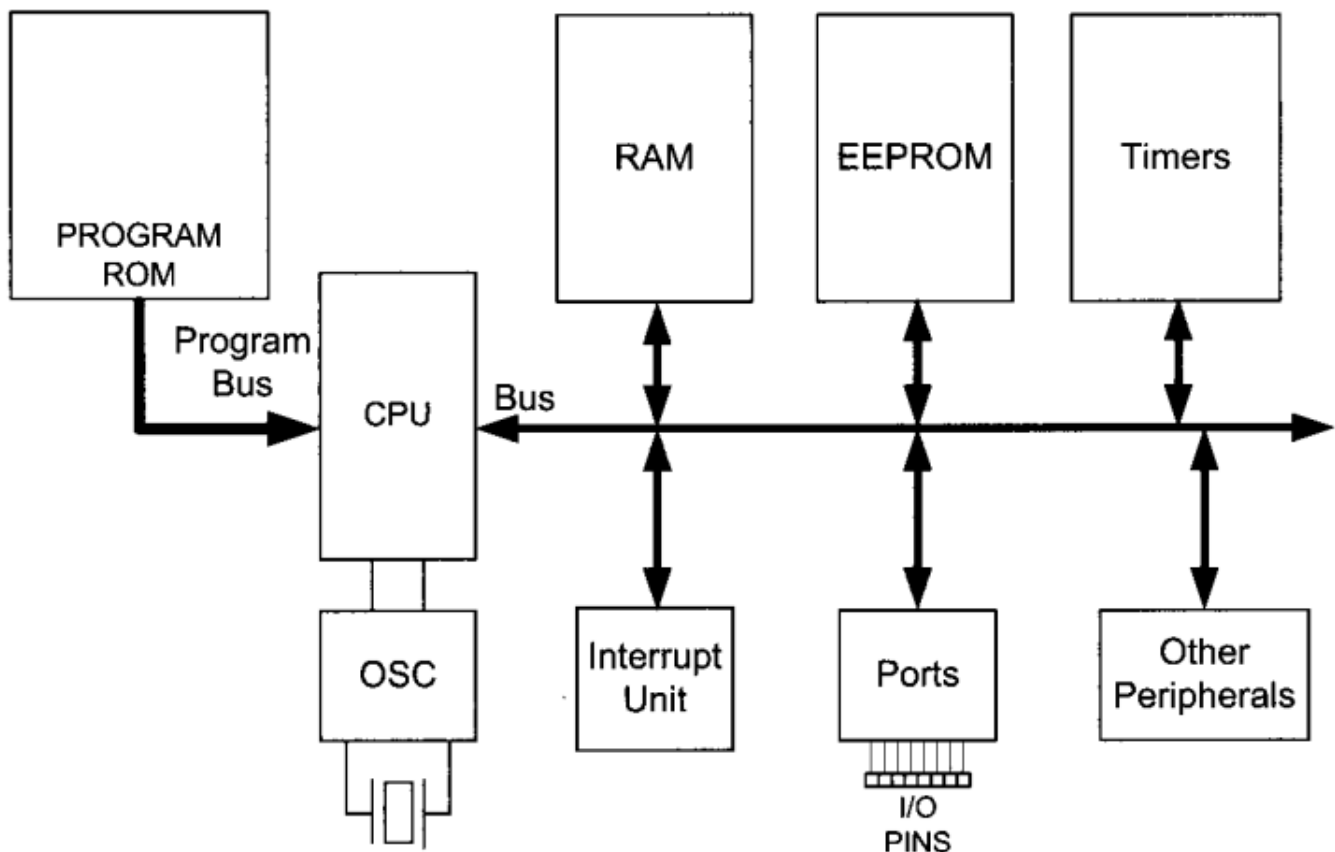 PROGRAM
ROM
RAM
EEPROM
Timers
Program
Bus
CPU
Bus
OSC
Interrupt
Unit
Ports
Other
Peripherals
I/O
PINS